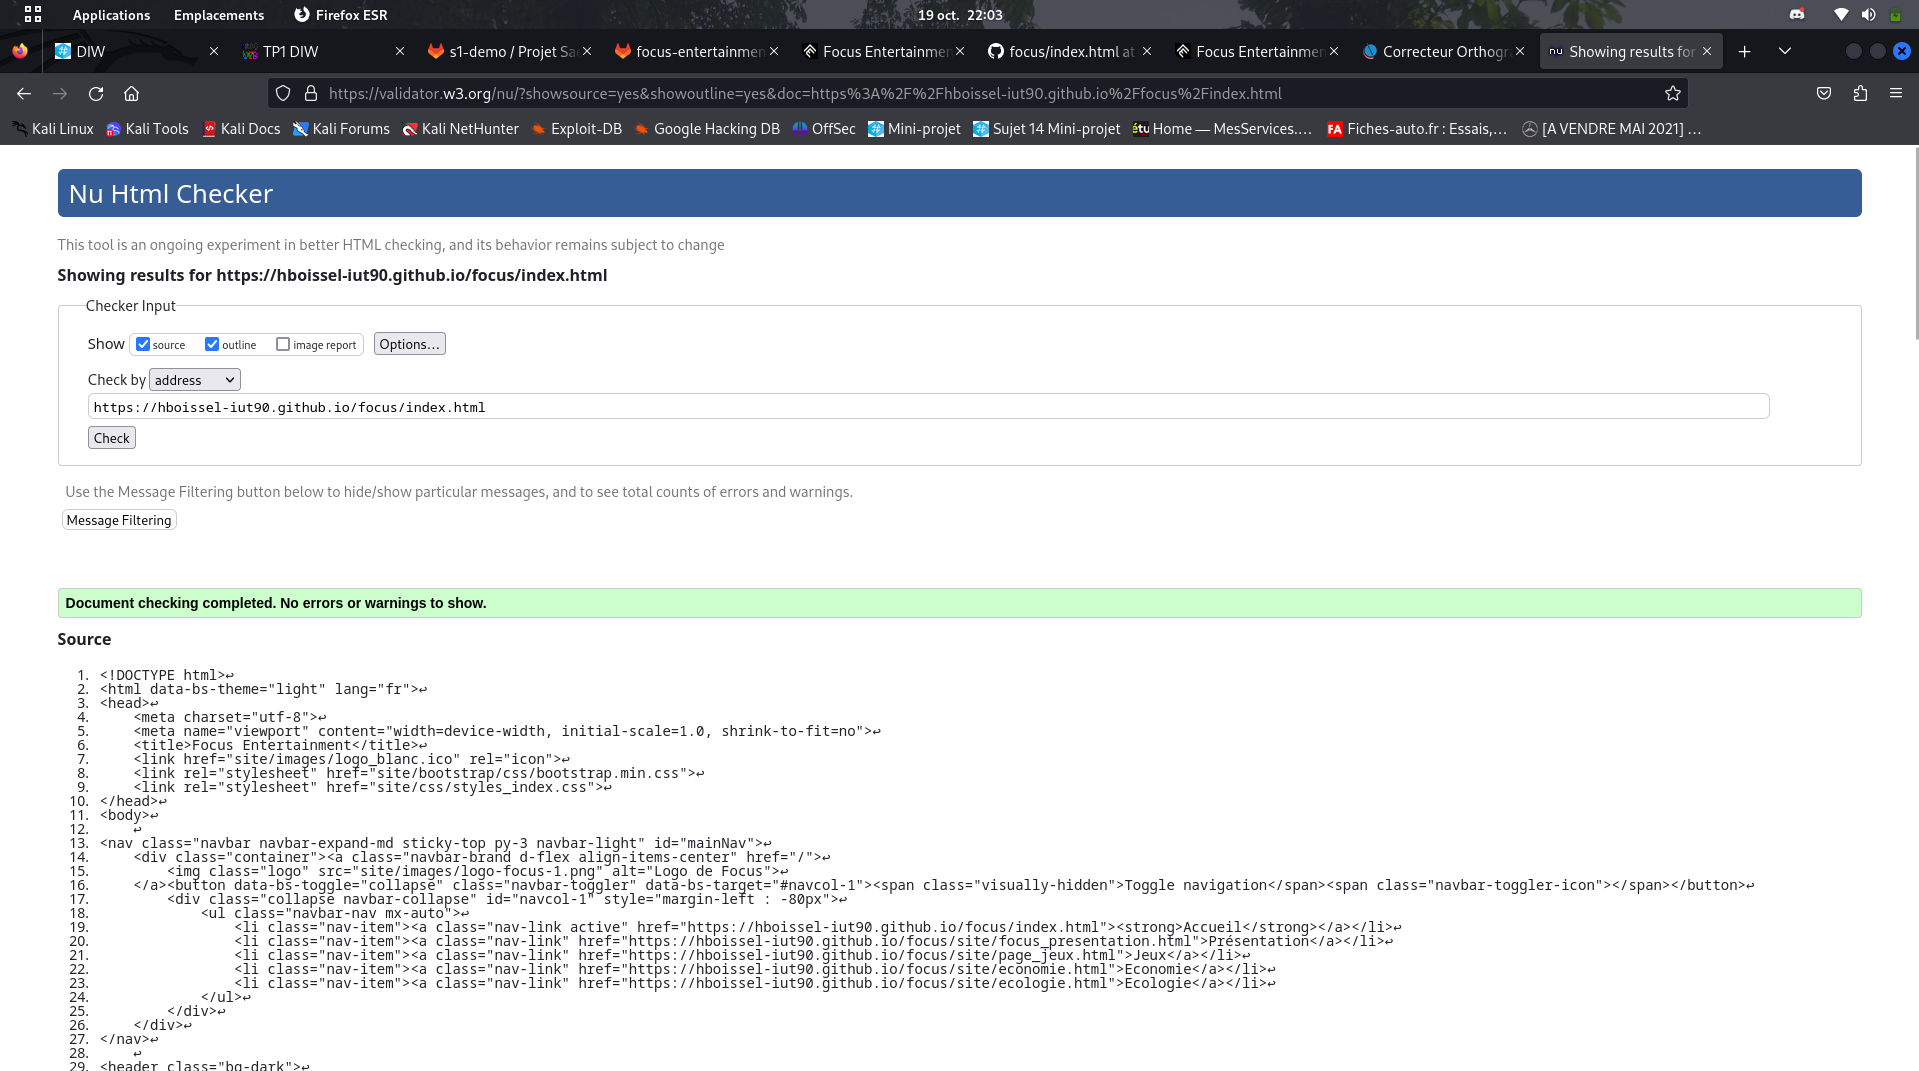 Applications Emplacements Firefox ESR 19 oct. 22:03
DIW TP1 DIW s1-demo / Projet Sae focus-entertainmen Focus Entertainmen focus/index.html at Focus Entertainmen Correcteur Orthogra nu Showing results for
https://validator.w3.org/nu/?showsource=yes&showoutline=yes&doc=https%3A%2F%2Fhboissel-iut90.github.io%2Ffocus%2Findex.html
Kali Linux Kali Tools Kali Docs Kali Forums Kali NetHunter Exploit-DB Google Hacking DB OffSec Mini-projet Sujet 14 Mini-projet étu Home — MesServices.... FA Fiches-auto.fr : Essais,... [A VENDRE MAI 2021] ...
Nu Html Checker
This tool is an ongoing experiment in better HTML checking, and its behavior remains subject to change
Showing results for https://hboissel-iut90.github.io/focus/index.html
Checker Input
Show source outline image report Options...
Check by address
https://hboissel-iut90.github.io/focus/index.html
Check
Use the Message Filtering button below to hide/show particular messages, and to see total counts of errors and warnings.
Message Filtering
Document checking completed. No errors or warnings to show.
Source
1. <!DOCTYPE html>↩
2. <html data-bs-theme="light" lang="fr">↩
3. <head>↩
4. <meta charset="utf-8">↩
5. <meta name="viewport" content="width=device-width, initial-scale=1.0, shrink-to-fit=no">↩
6. <title>Focus Entertainment</title>↩
7. <link href="site/images/logo_blanc.ico" rel="icon">↩
8. <link rel="stylesheet" href="site/bootstrap/css/bootstrap.min.css">↩
9. <link rel="stylesheet" href="site/css/styles_index.css">↩
10. </head>↩
11. <body>↩
12. ↩
13. <nav class="navbar navbar-expand-md sticky-top py-3 navbar-light" id="mainNav">↩
14. <div class="container"><a class="navbar-brand d-flex align-items-center" href="/">↩
15. <img class="logo" src="site/images/logo-focus-1.png" alt="Logo de Focus">↩
16. </a><button data-bs-toggle="collapse" class="navbar-toggler" data-bs-target="#navcol-1"><span class="visually-hidden">Toggle navigation</span><span class="navbar-toggler-icon"></span></button>↩
17. <div class="collapse navbar-collapse" id="navcol-1" style="margin-left : -80px">↩
18. <ul class="navbar-nav mx-auto">↩
19. <li class="nav-item"><a class="nav-link active" href="https://hboissel-iut90.github.io/focus/index.html"><strong>Accueil</strong></a></li>↩
20. <li class="nav-item"><a class="nav-link" href="https://hboissel-iut90.github.io/focus/site/focus_presentation.html">Présentation</a></li>↩
21. <li class="nav-item"><a class="nav-link" href="https://hboissel-iut90.github.io/focus/site/page_jeux.html">Jeux</a></li>↩
22. <li class="nav-item"><a class="nav-link" href="https://hboissel-iut90.github.io/focus/site/economie.html">Economie</a></li>↩
23. <li class="nav-item"><a class="nav-link" href="https://hboissel-iut90.github.io/focus/site/ecologie.html">Ecologie</a></li>↩
24. </ul>↩
25. </div>↩
26. </div>↩
27. </nav>↩
28. ↩
29. <header class="bg-dark">↩